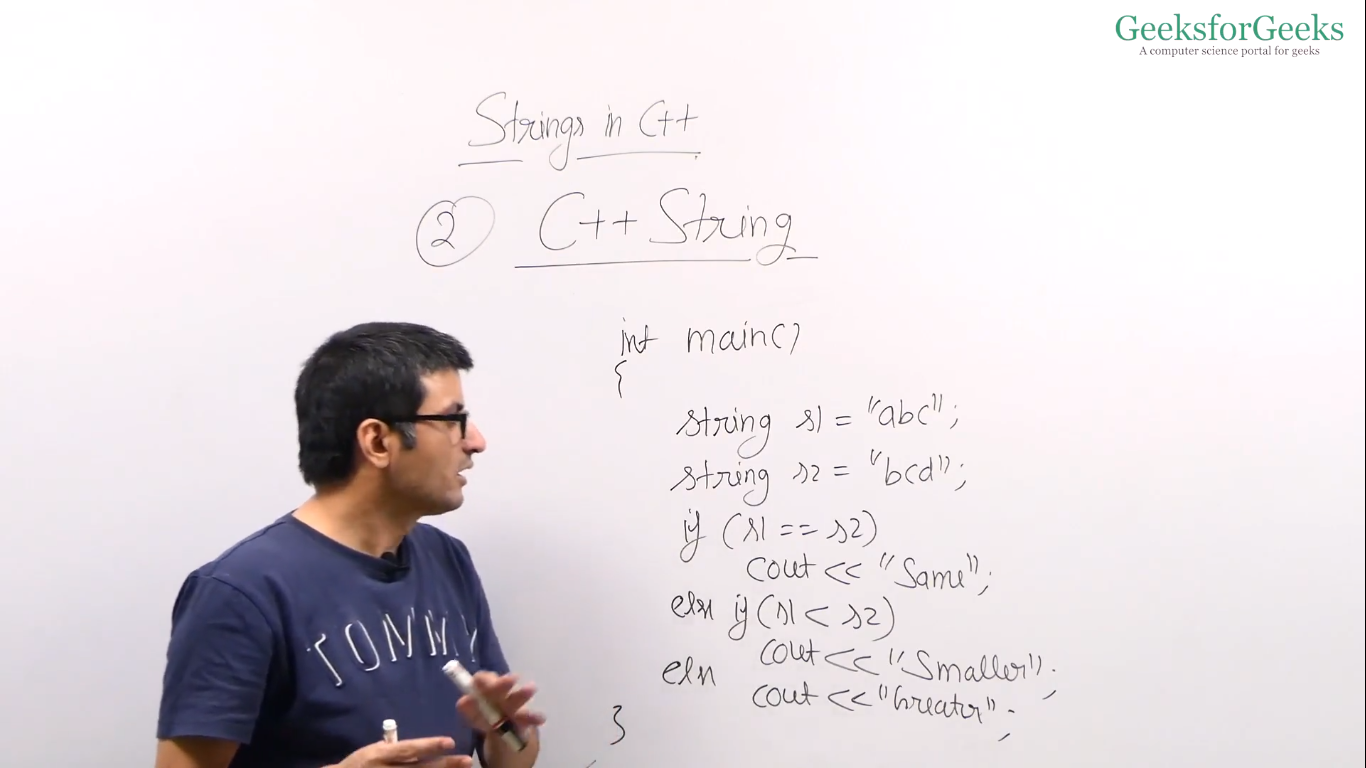 GeeksforGeeks
A computer science portal for geeks
Strings in C++
2 C++ String
int main()
{
string s1 = "abc";
string s2 = "bcd";
if (s1 == s2)
cout << "Same";
else if (s1 < s2)
cout << "Smaller";
else
cout << "Greater";
}
TOMMY